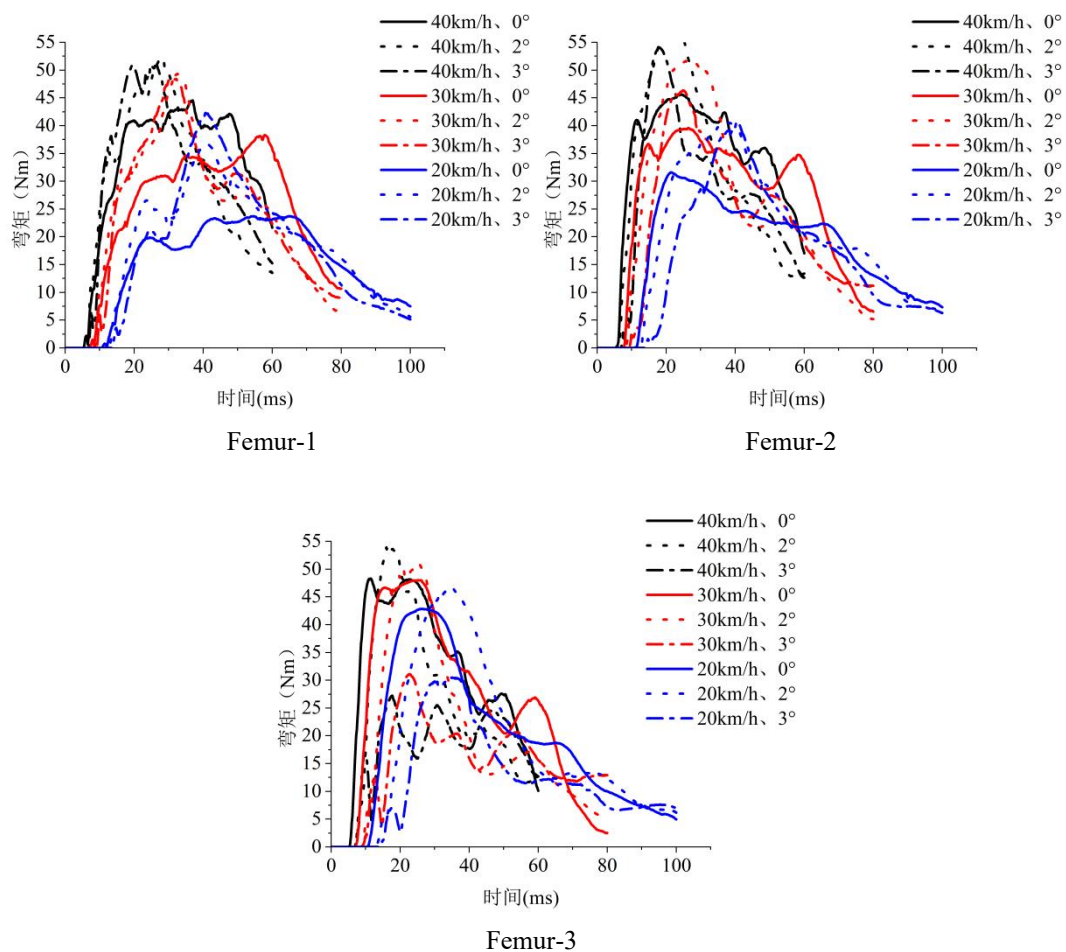 40km/h、0°
40km/h、2°
40km/h、3°
30km/h、0°
30km/h、2°
30km/h、3°
20km/h、0°
20km/h、2°
20km/h、3°
55
50
45
40
35
30
25
20
15
10
5
0
弯矩（Nm）
0 20 40 60 80 100
时间(ms)
Femur-1
40km/h、0°
40km/h、2°
40km/h、3°
30km/h、0°
30km/h、2°
30km/h、3°
20km/h、0°
20km/h、2°
20km/h、3°
55
50
45
40
35
30
25
20
15
10
5
0
弯矩（Nm）
0 20 40 60 80 100
时间(ms)
Femur-2
40km/h、0°
40km/h、2°
40km/h、3°
30km/h、0°
30km/h、2°
30km/h、3°
20km/h、0°
20km/h、2°
20km/h、3°
55
50
45
40
35
30
25
20
15
10
5
0
弯矩（Nm）
0 20 40 60 80 100
时间(ms)
Femur-3